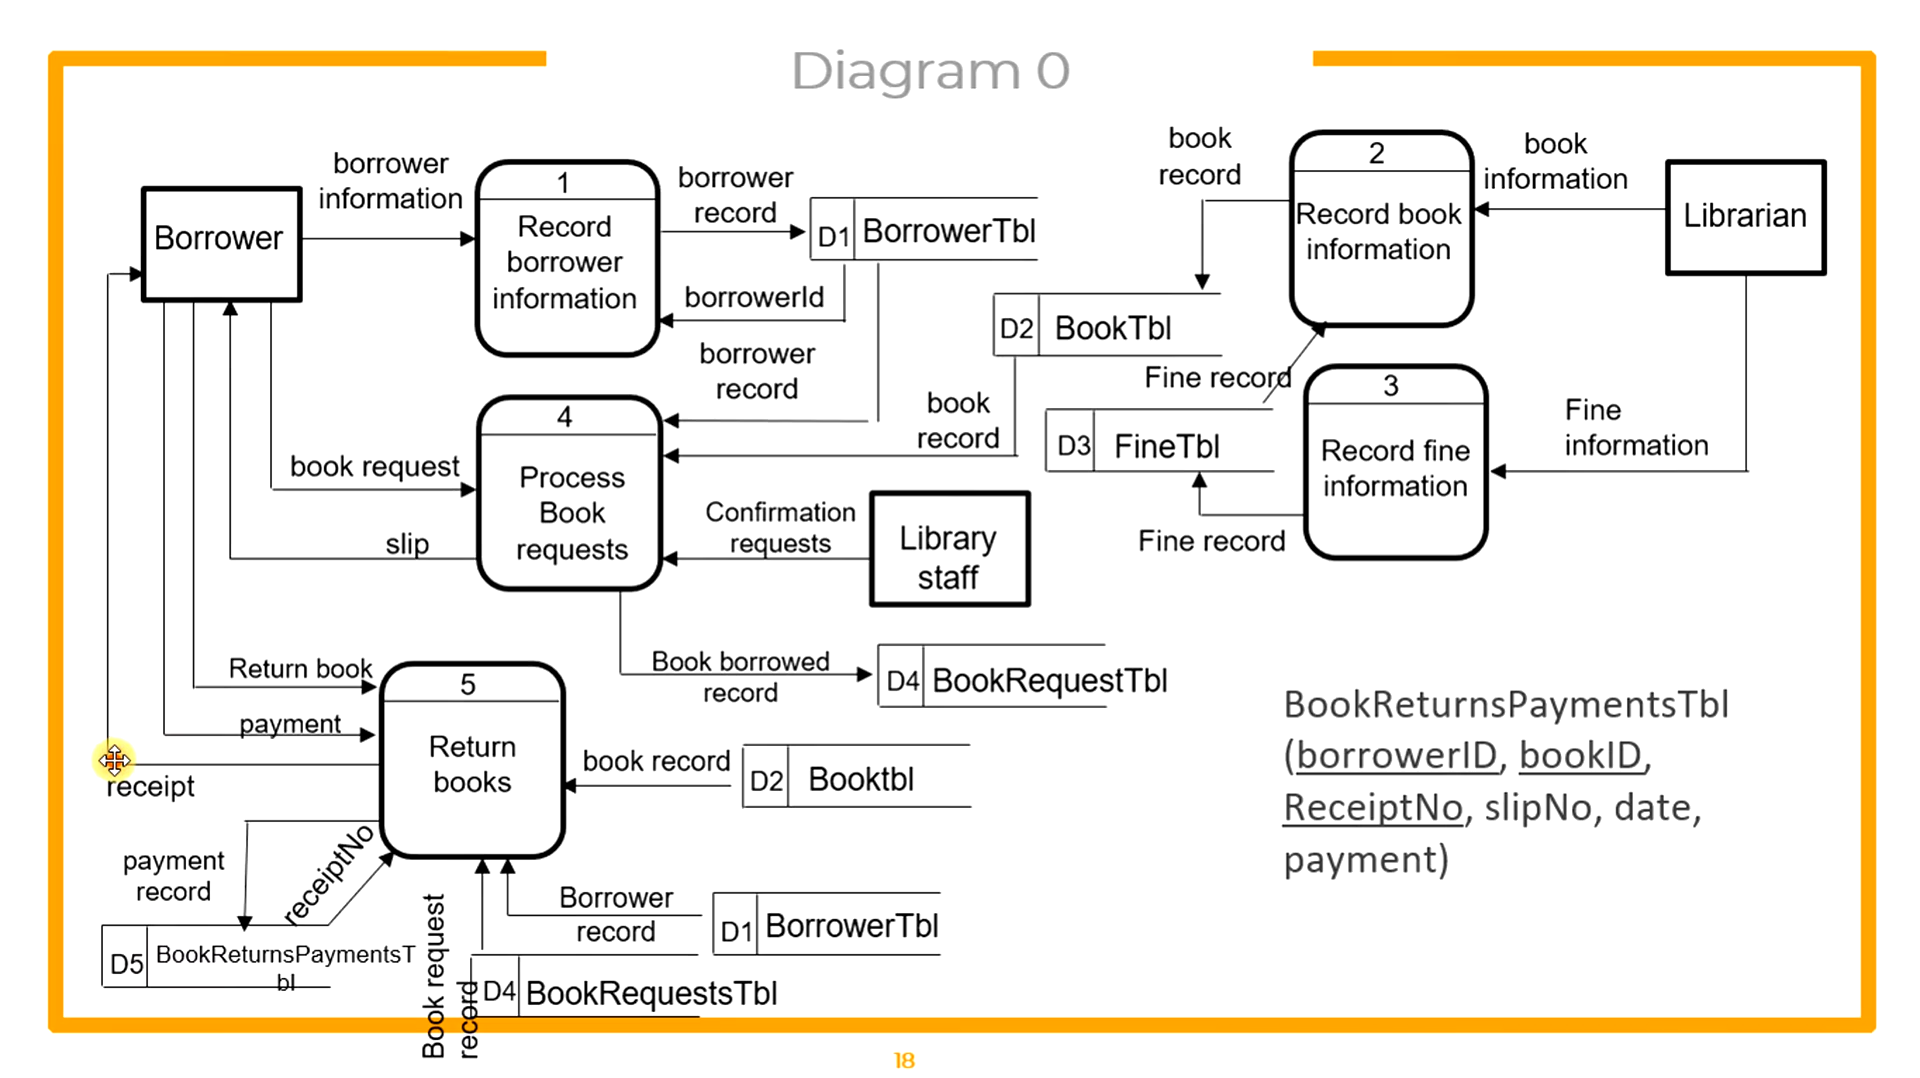 Diagram 0
borrower
information
Borrower
1
Record
borrower
information
borrower
record
D1
BorrowerTbl
borrowerId
borrower
record
book
record
2
Record book
information
book
information
Librarian
D2
BookTbl
Fine record
book
record
D3
FineTbl
3
Record fine
information
Fine
information
Fine record
4
Process
Book
requests
book request
slip
Confirmation
requests
Library
staff
Book borrowed
record
D4
BookRequestTbl
Return book
payment
receipt
5
Return
books
book record
D2
Booktbl
payment
record
receiptNo
D5
BookReturnsPaymentsT
bl
Book request
record
Borrower
record
D1
BorrowerTbl
D4
BookRequestsTbl
BookReturnsPaymentsTbl
(borrowerID, bookID,
ReceiptNo, slipNo, date,
payment)
18